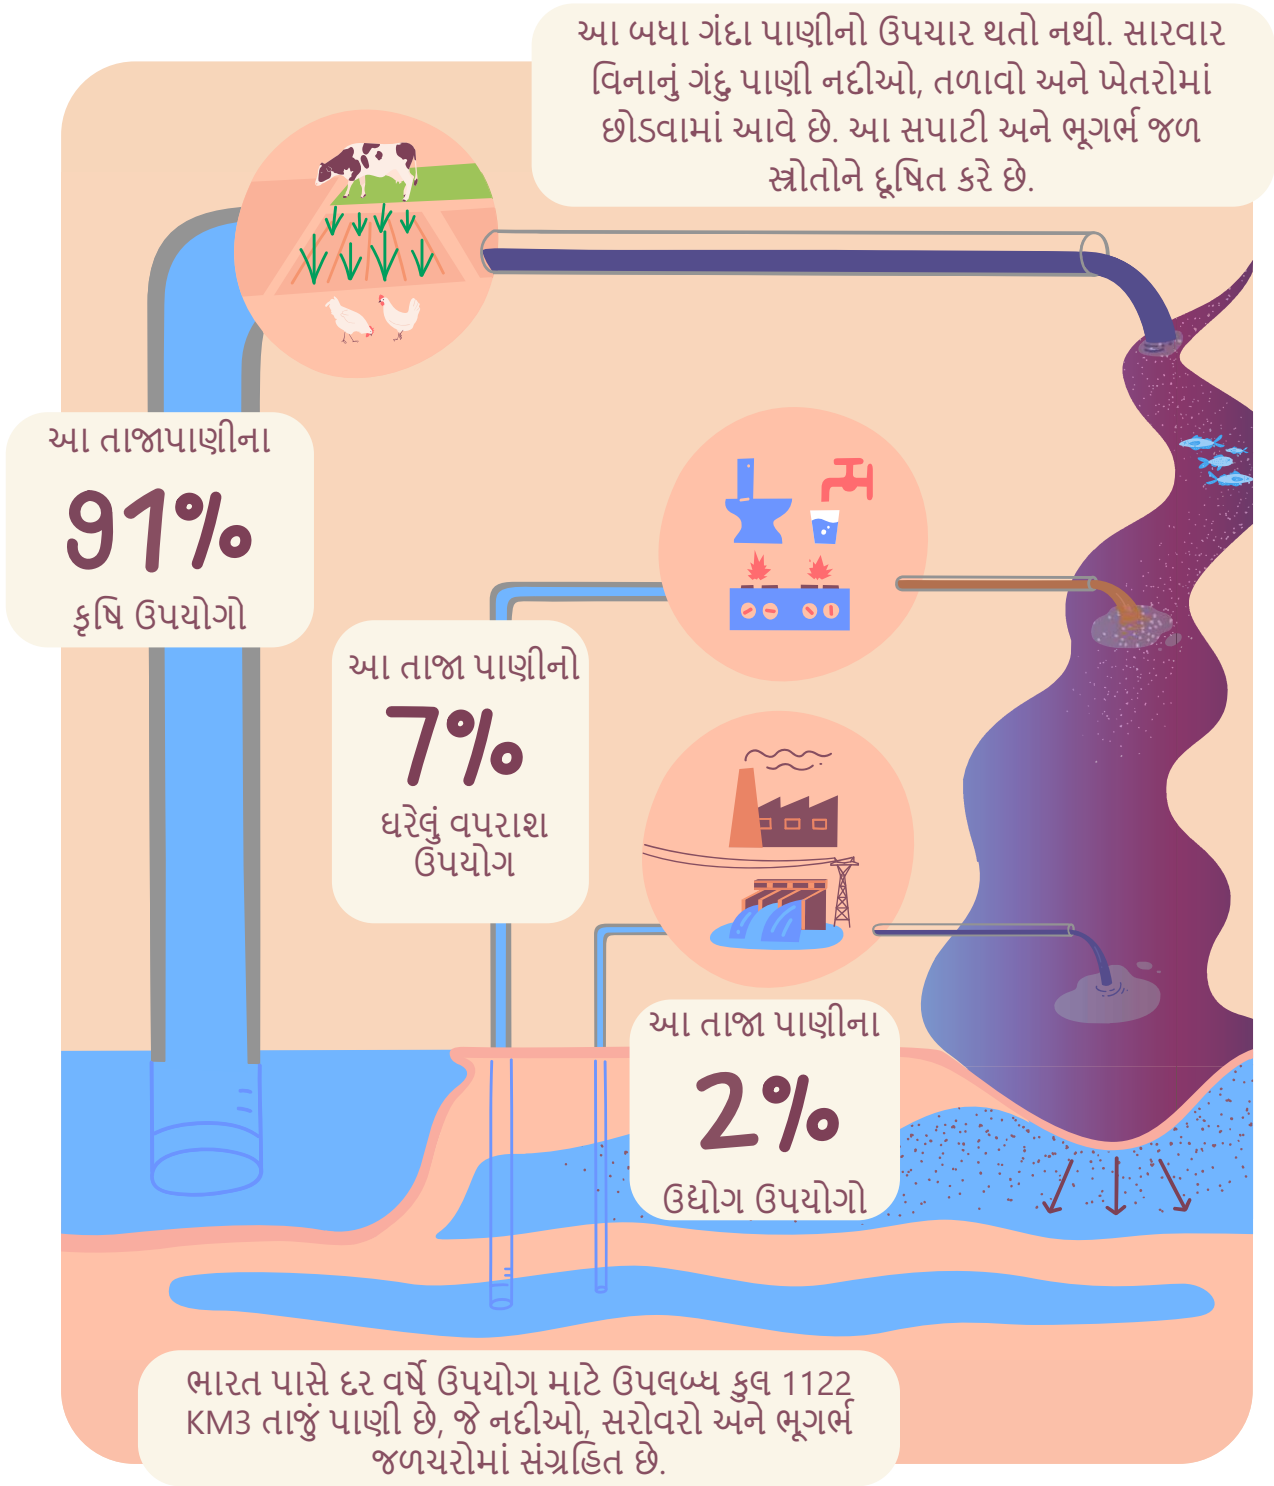 આ બધા ગંદા પાણીનો ઉપચાર થતો નથી. સારવાર
વિનાનું ગંદુ પાણી નદીઓ, તળાવો અને ખેતરોમાં
છોડવામાં આવે છે. આ સપાટી અને ભૂગર્ભ જળ
સ્ત્રોતોને દૂષિત કરે છે.
આ તાજાપાણીના
91%
કૃષિ ઉપયોગો
આ તાજા પાણીનો
7%
ઘરેલું વપરાશ
ઉપયોગ
આ તાજા પાણીના
2%
ઉદ્યોગ ઉપયોગો
ભારત પાસે દર વર્ષે ઉપયોગ માટે ઉપલબ્ધ કુલ 1122
KM3 તાજું પાણી છે, જે નદીઓ, સરોવરો અને ભૂગર્ભ
જળચરોમાં સંગ્રહિત છે.